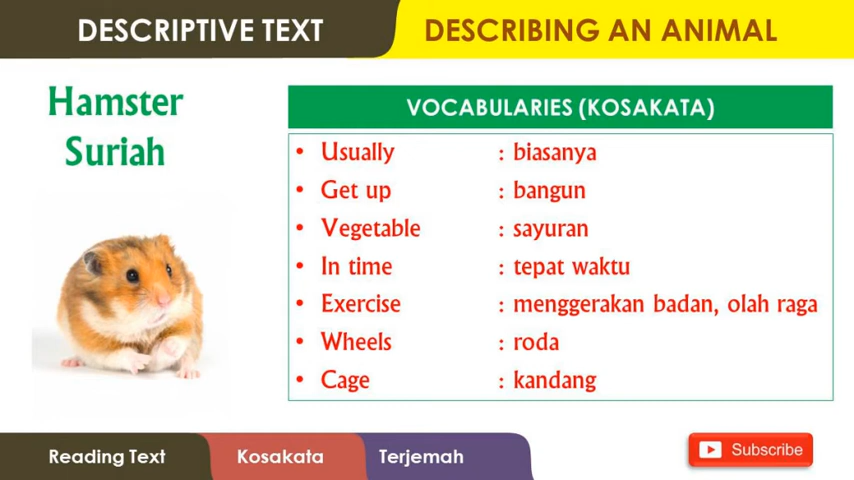 DESCRIPTIVE TEXT
DESCRIBING AN ANIMAL
Hamster
Suriah
VOCABULARIES (KOSAKATA)
• Usually : biasanya
• Get up : bangun
• Vegetable : sayuran
• In time : tepat waktu
• Exercise : menggerakan badan, olah raga
• Wheels : roda
• Cage : kandang
Reading Text
Kosakata
Terjemah
Subscribe